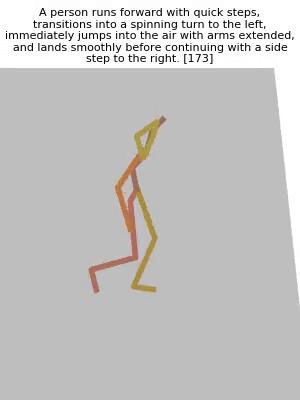 A person runs forward with quick steps,
transitions into a spinning turn to the left,
immediately jumps into the air with arms extended,
and lands smoothly before continuing with a side
step to the right. [173]